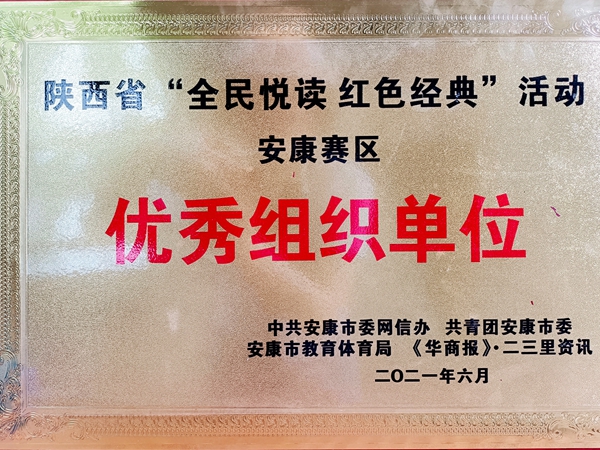 陕西省“全民悦读 红色经典”活动
安康赛区
优秀组织单位
中共安康市委网信办 共青团安康市委
安康市教育体育局 《华商报》·二三里资讯
二〇二一年六月